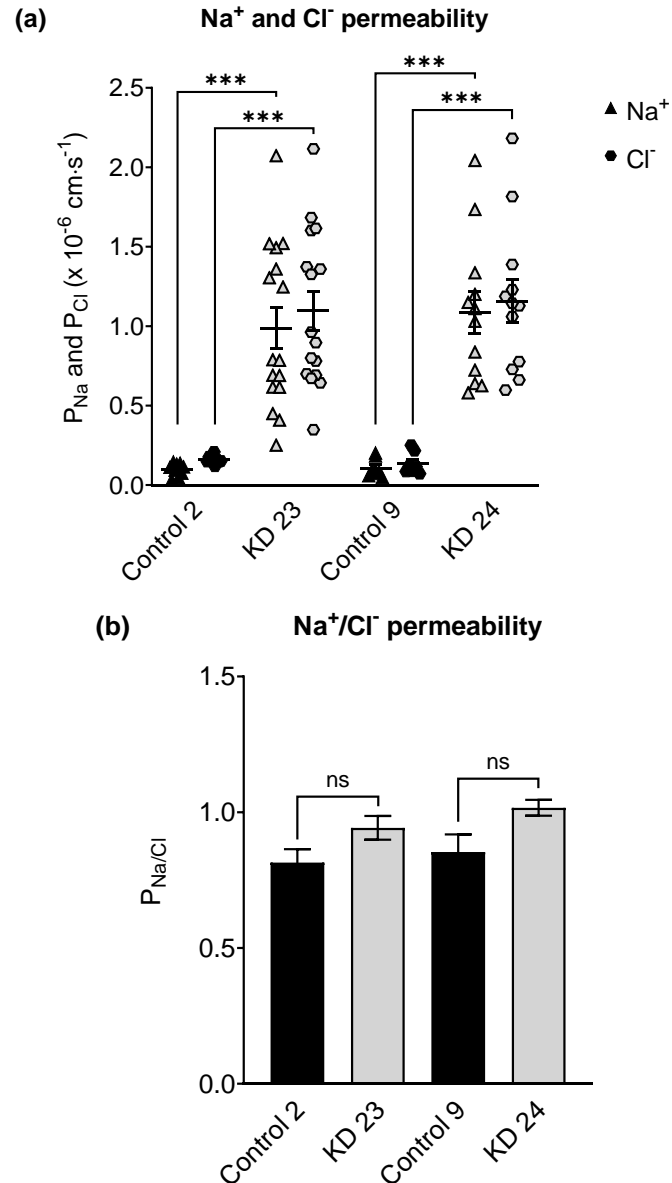 (a) Na⁺ and Cl⁻ permeability
*** ***
*** ***
Na⁺
Cl⁻
P_Na and P_Cl (x 10⁻⁶ cm·s⁻¹)
2.5
2.0
1.5
1.0
0.5
0.0
Control 2
KD 23
Control 9
KD 24
(b) Na⁺/Cl⁻ permeability
P_Na/Cl
1.5
1.0
0.5
0.0
ns ns
Control 2
KD 23
Control 9
KD 24